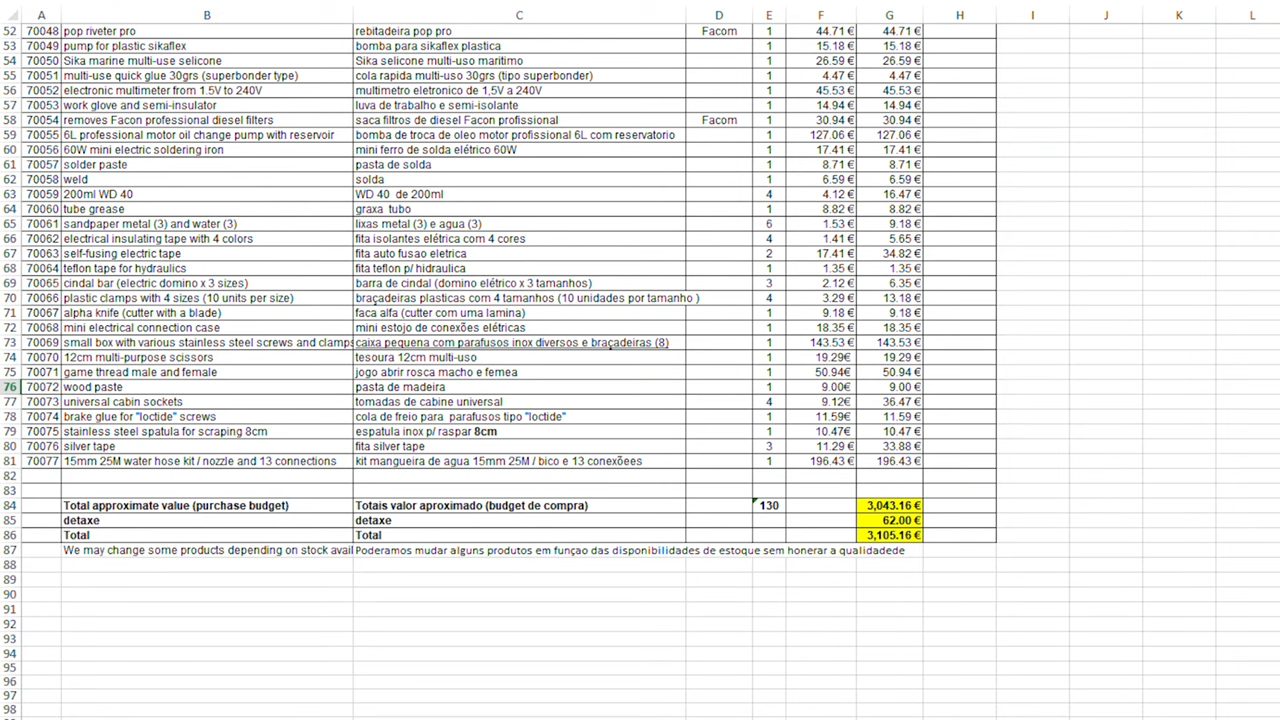 A B C D E F G H I J K L
52 70048 pop riveter pro rebitadeira pop pro Facom 1 44.71 € 44.71 €
53 70049 pump for plastic sikaflex bomba para sikaflex plastica 1 15.18 € 15.18 €
54 70050 Sika marine multi-use selicone Sika selicone multi-uso maritimo 1 26.59 € 26.59 €
55 70051 multi-use quick glue 30grs (superbonder type) cola rapida multi-uso 30grs (tipo superbonder) 1 4.47 € 4.47 €
56 70052 electronic multimeter from 1.5V to 240V multimetro eletronico de 1,5V a 240V 1 45.53 € 45.53 €
57 70053 work glove and semi-insulator luva de trabalho e semi-isolante 1 14.94 € 14.94 €
58 70054 removes Facon professional diesel filters saca filtros de diesel Facon profissional Facom 1 30.94 € 30.94 €
59 70055 6L professional motor oil change pump with reservoir bomba de troca de oleo motor profissional 6L com reservatorio 1 127.06 € 127.06 €
60 70056 60W mini electric soldering iron mini ferro de solda elétrico 60W 1 17.41 € 17.41 €
61 70057 solder paste pasta de solda 1 8.71 € 8.71 €
62 70058 weld solda 1 6.59 € 6.59 €
63 70059 200ml WD 40 WD 40 de 200ml 4 4.12 € 16.47 €
64 70060 tube grease graxa tubo 1 8.82 € 8.82 €
65 70061 sandpaper metal (3) and water (3) lixas metal (3) e agua (3) 6 1.53 € 9.18 €
66 70062 electrical insulating tape with 4 colors fita isolantes elétrica com 4 cores 4 1.41 € 5.65 €
67 70063 self-fusing electric tape fita auto fusao eletrica 2 17.41 € 34.82 €
68 70064 teflon tape for hydraulics fita teflon p/ hidraulica 1 1.35 € 1.35 €
69 70065 cindal bar (electric domino x 3 sizes) barra de cindal (domino elétrico x 3 tamanhos) 3 2.12 € 6.35 €
70 70066 plastic clamps with 4 sizes (10 units per size) braçadeiras plasticas com 4 tamanhos (10 unidades por tamanho ) 4 3.29 € 13.18 €
71 70067 alpha knife (cutter with a blade) faca alfa (cutter com uma lamina) 1 9.18 € 9.18 €
72 70068 mini electrical connection case mini estojo de conexões elétricas 1 18.35 € 18.35 €
73 70069 small box with various stainless steel screws and clamps caixa pequena com parafusos inox diversos e braçadeiras (8) 1 143.53 € 143.53 €
74 70070 12cm multi-purpose scissors tesoura 12cm multi-uso 1 19.29€ 19.29 €
75 70071 game thread male and female jogo abrir rosca macho e femea 1 50.94€ 50.94 €
76 70072 wood paste pasta de madeira 1 9.00€ 9.00 €
77 70073 universal cabin sockets tomadas de cabine universal 4 9.12€ 36.47 €
78 70074 brake glue for "loctide" screws cola de freio para parafusos tipo "loctide" 1 11.59€ 11.59 €
79 70075 stainless steel spatula for scraping 8cm espatula inox p/ raspar 8cm 1 10.47€ 10.47 €
80 70076 silver tape fita silver tape 3 11.29 € 33.88 €
81 70077 15mm 25M water hose kit / nozzle and 13 connections kit mangueira de agua 15mm 25M / bico e 13 conexõees 1 196.43 € 196.43 €
82
83
84 Total approximate value (purchase budget) Totais valor aproximado (budget de compra) 130 3,043.16 €
85 detaxe detaxe 62.00 €
86 Total Total 3,105.16 €
87 We may change some products depending on stock avail Poderamos mudar alguns produtos em funçao das disponibilidades de estoque sem honerar a qualidadede
88
89
90
91
92
93
94
95
96
97
98